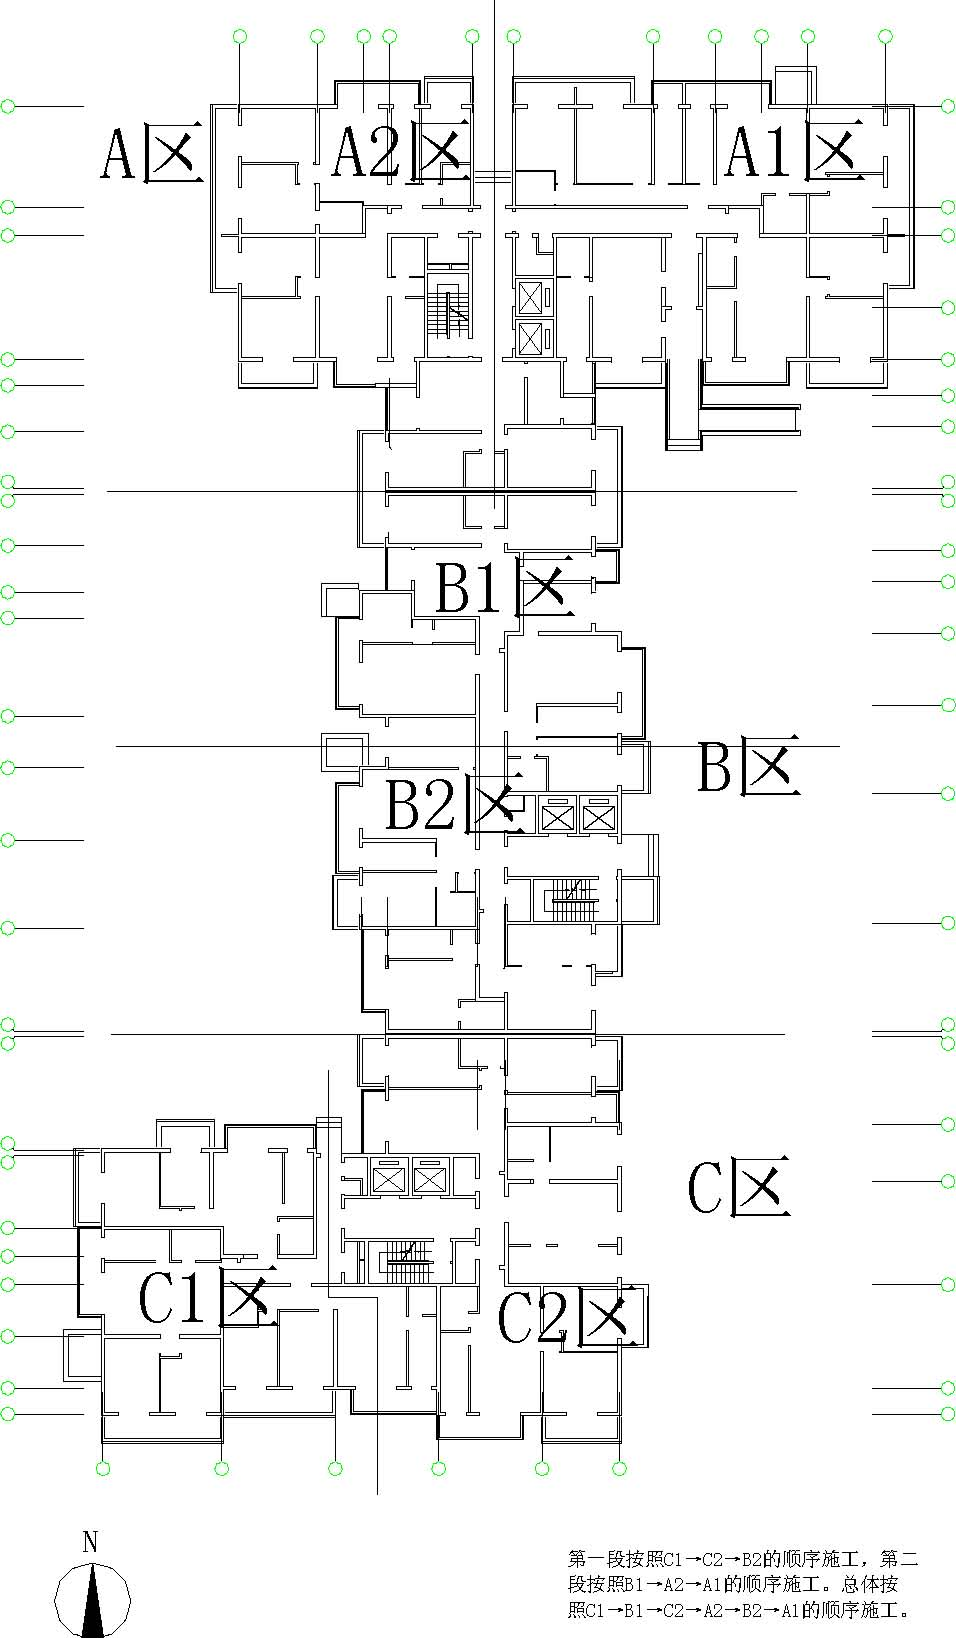 A区
A2区
A1区
B1区
B区
B2区
C区
C1区
C2区
N
第一段按照C1→C2→B2的顺序施工，第二
段按照B1→A2→A1的顺序施工。总体按
照C1→B1→C2→A2→B2→A1的顺序施工。